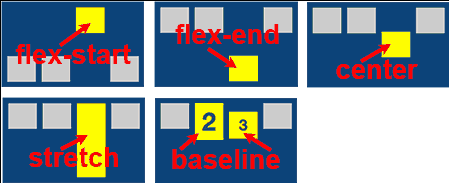 flex-start
flex-end
center
stretch
2 3
baseline